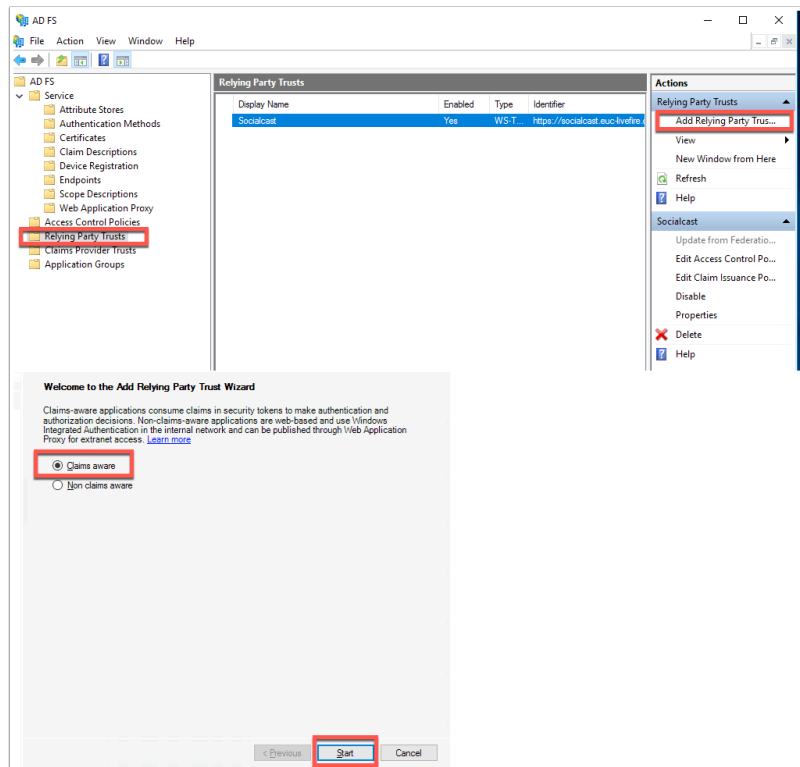 AD FS
File Action View Window Help
AD FS
Service
Attribute Stores
Authentication Methods
Certificates
Claim Descriptions
Device Registration
Endpoints
Scope Descriptions
Web Application Proxy
Access Control Policies
Relying Party Trusts
Claims Provider Trusts
Application Groups
Relying Party Trusts
Display Name Enabled Type Identifier
Socialcast Yes WS-T... https://socialcast.euc-livefire.
Actions
Relying Party Trusts
Add Relying Party Trus...
View
New Window from Here
Refresh
Help
Socialcast
Update from Federatio...
Edit Access Control Po...
Edit Claim Issuance Po...
Disable
Properties
Delete
Help
Welcome to the Add Relying Party Trust Wizard
Claims-aware applications consume claims in security tokens to make authentication and
authorization decisions. Non-claims-aware applications are web-based and use Windows
Integrated Authentication in the internal network and can be published through Web Application
Proxy for extranet access. Learn more
Claims aware
Non claims aware
< Previous Start Cancel